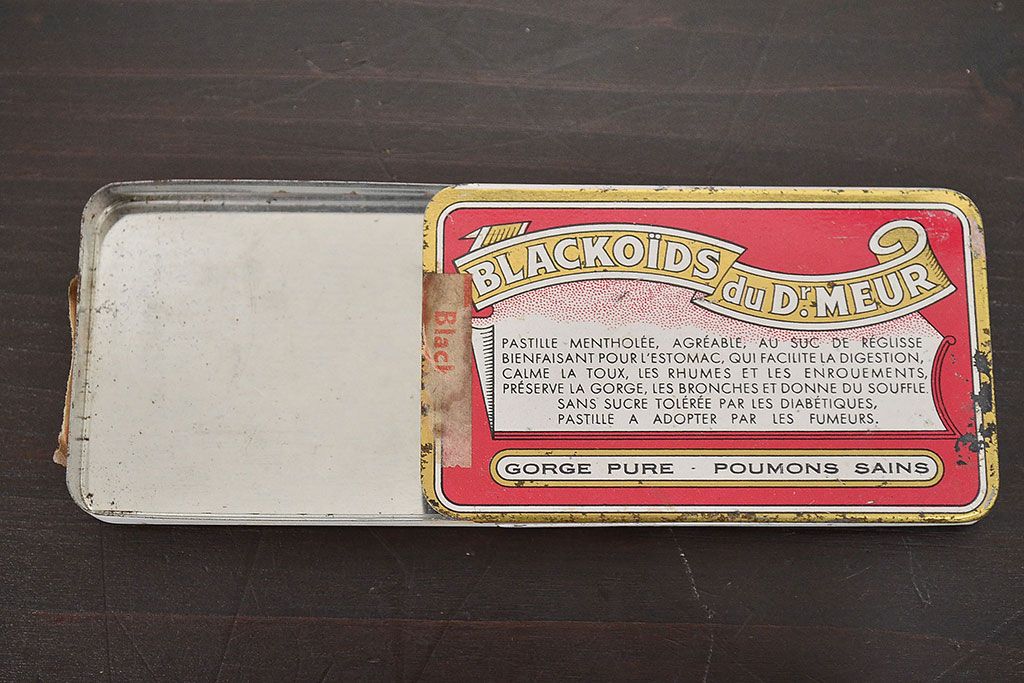 BLACKOÏDS
du Dr. MEUR
PASTILLE MENTHOLÉE, AGRÉABLE, AU SUC DE RÉGLISSE
BIENFAISANT POUR L'ESTOMAC, QUI FACILITE LA DIGESTION,
CALME LA TOUX, LES RHUMES ET LES ENROUEMENTS,
PRÉSERVE LA GORGE, LES BRONCHES ET DONNE DU SOUFFLE
SANS SUCRE TOLÉRÉE PAR LES DIABÉTIQUES,
PASTILLE A ADOPTER PAR LES FUMEURS.
GORGE PURE - POUMONS SAINS